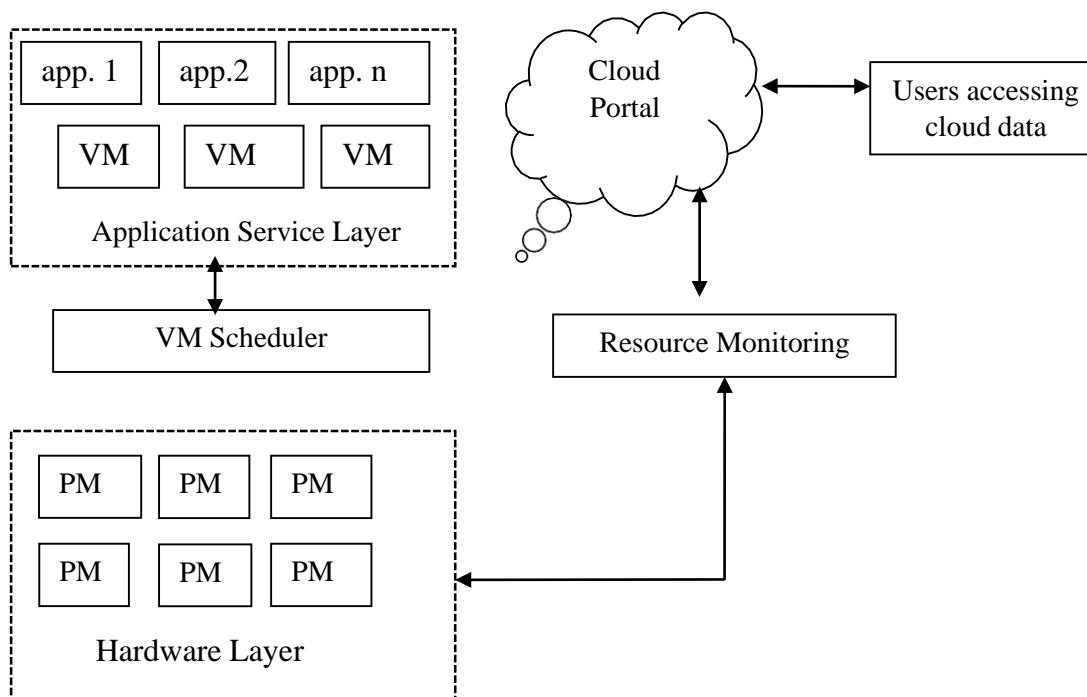 app. 1
app.2
app. n
VM
VM
VM
Application Service Layer
VM Scheduler
Cloud
Portal
Users accessing
cloud data
Resource Monitoring
PM
PM
PM
PM
PM
PM
Hardware Layer